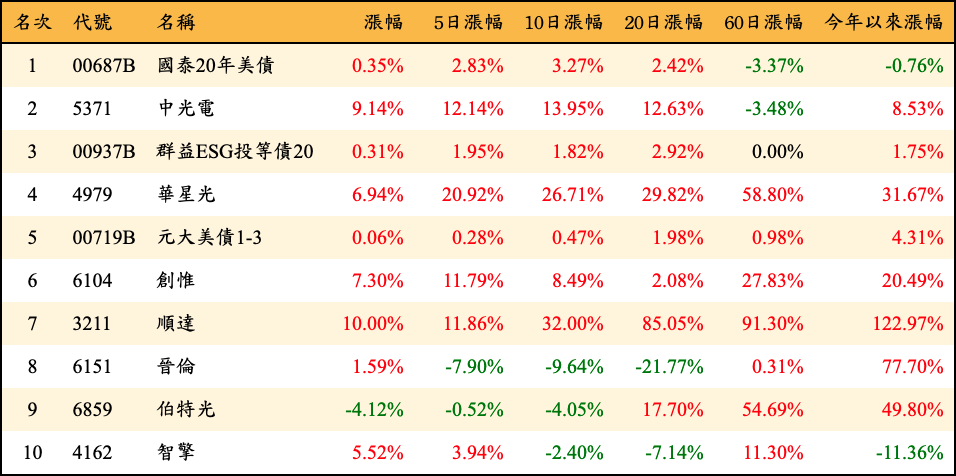 名次 代號 名稱 漲幅 5日漲幅 10日漲幅 20日漲幅 60日漲幅 今年以來漲幅
1 00687B 國泰20年美債 0.35% 2.83% 3.27% 2.42% -3.37% -0.76%
2 5371 中光電 9.14% 12.14% 13.95% 12.63% -3.48% 8.53%
3 00937B 群益ESG投等債20 0.31% 1.95% 1.82% 2.92% 0.00% 1.75%
4 4979 華星光 6.94% 20.92% 26.71% 29.82% 58.80% 31.67%
5 00719B 元大美債1-3 0.06% 0.28% 0.47% 1.98% 0.98% 4.31%
6 6104 創惟 7.30% 11.79% 8.49% 2.08% 27.83% 20.49%
7 3211 順達 10.00% 11.86% 32.00% 85.05% 91.30% 122.97%
8 6151 晉倫 1.59% -7.90% -9.64% -21.77% 0.31% 77.70%
9 6859 伯特光 -4.12% -0.52% -4.05% 17.70% 54.69% 49.80%
10 4162 智擎 5.52% 3.94% -2.40% -7.14% 11.30% -11.36%